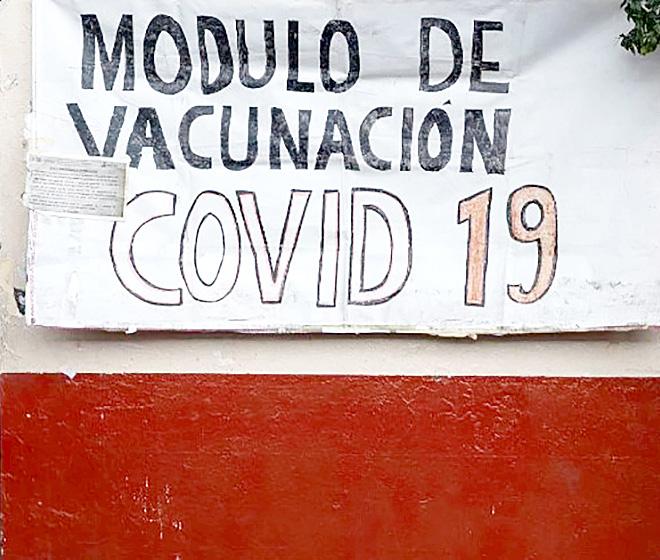 MODULO DE
VACUNACIÓN
COVID 19